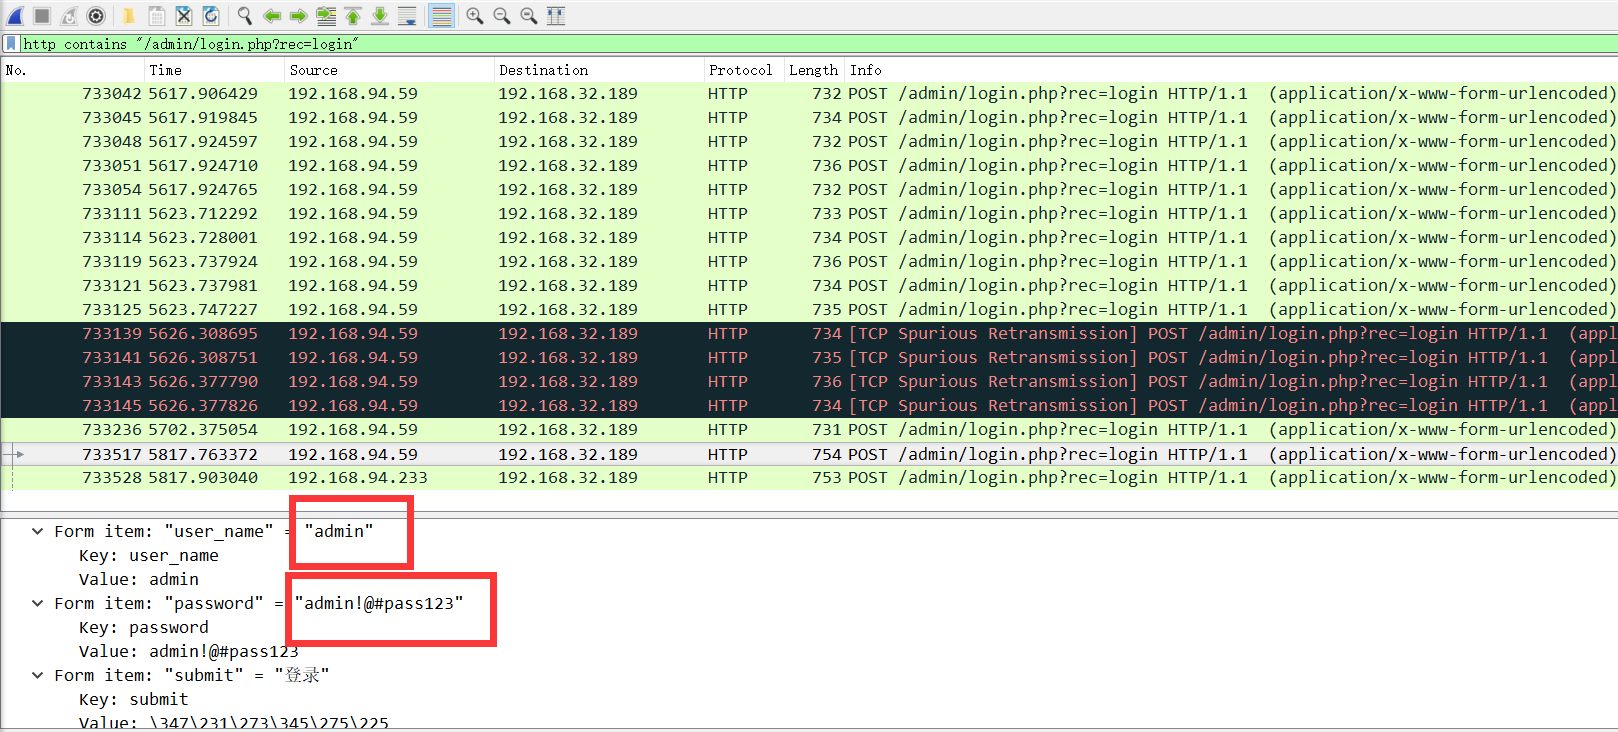 http contains "/admin/login.php?rec=login"
No. Time Source Destination Protocol Length Info
733042 5617.906429 192.168.94.59 192.168.32.189 HTTP 732 POST /admin/login.php?rec=login HTTP/1.1 (application/x-www-form-urlencoded)
733045 5617.919845 192.168.94.59 192.168.32.189 HTTP 734 POST /admin/login.php?rec=login HTTP/1.1 (application/x-www-form-urlencoded)
733048 5617.924597 192.168.94.59 192.168.32.189 HTTP 732 POST /admin/login.php?rec=login HTTP/1.1 (application/x-www-form-urlencoded)
733051 5617.924710 192.168.94.59 192.168.32.189 HTTP 736 POST /admin/login.php?rec=login HTTP/1.1 (application/x-www-form-urlencoded)
733054 5617.924765 192.168.94.59 192.168.32.189 HTTP 732 POST /admin/login.php?rec=login HTTP/1.1 (application/x-www-form-urlencoded)
733111 5623.712292 192.168.94.59 192.168.32.189 HTTP 733 POST /admin/login.php?rec=login HTTP/1.1 (application/x-www-form-urlencoded)
733114 5623.728001 192.168.94.59 192.168.32.189 HTTP 734 POST /admin/login.php?rec=login HTTP/1.1 (application/x-www-form-urlencoded)
733119 5623.737924 192.168.94.59 192.168.32.189 HTTP 736 POST /admin/login.php?rec=login HTTP/1.1 (application/x-www-form-urlencoded)
733121 5623.737981 192.168.94.59 192.168.32.189 HTTP 734 POST /admin/login.php?rec=login HTTP/1.1 (application/x-www-form-urlencoded)
733125 5623.747227 192.168.94.59 192.168.32.189 HTTP 735 POST /admin/login.php?rec=login HTTP/1.1 (application/x-www-form-urlencoded)
733139 5626.308695 192.168.94.59 192.168.32.189 HTTP 734 [TCP Spurious Retransmission] POST /admin/login.php?rec=login HTTP/1.1 (appl
733141 5626.308751 192.168.94.59 192.168.32.189 HTTP 735 [TCP Spurious Retransmission] POST /admin/login.php?rec=login HTTP/1.1 (appl
733143 5626.377790 192.168.94.59 192.168.32.189 HTTP 736 [TCP Spurious Retransmission] POST /admin/login.php?rec=login HTTP/1.1 (appl
733145 5626.377826 192.168.94.59 192.168.32.189 HTTP 734 [TCP Spurious Retransmission] POST /admin/login.php?rec=login HTTP/1.1 (appl
733236 5702.375054 192.168.94.59 192.168.32.189 HTTP 731 POST /admin/login.php?rec=login HTTP/1.1 (application/x-www-form-urlencoded)
733517 5817.763372 192.168.94.59 192.168.32.189 HTTP 754 POST /admin/login.php?rec=login HTTP/1.1 (application/x-www-form-urlencoded)
733528 5817.903040 192.168.94.233 192.168.32.189 HTTP 753 POST /admin/login.php?rec=login HTTP/1.1 (application/x-www-form-urlencoded)
Form item: "user_name" = "admin"
Key: user_name
Value: admin
Form item: "password" = "admin!@#pass123"
Key: password
Value: admin!@#pass123
Form item: "submit" = "登录"
Key: submit
Value: \347\231\273\345\275\225